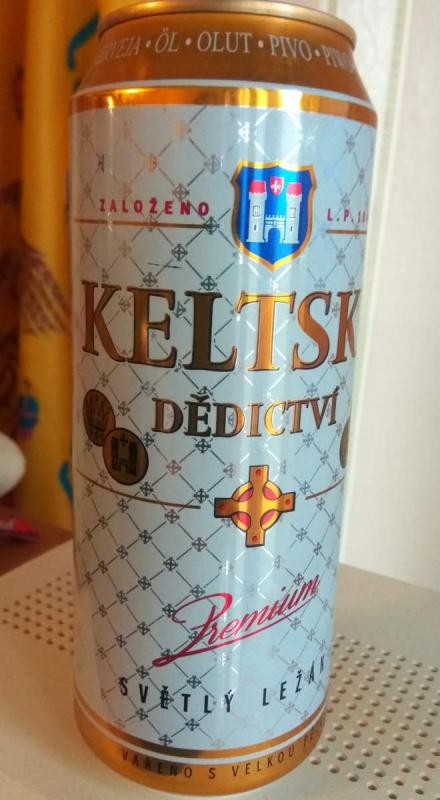 • ÖL • OLUT • PIVO •
ZALOŽENO L.P.
KELTSK
DĚDICTVÍ
Premium
SVĚTLÝ LEŽÁK
VAŘENO S VELKOU